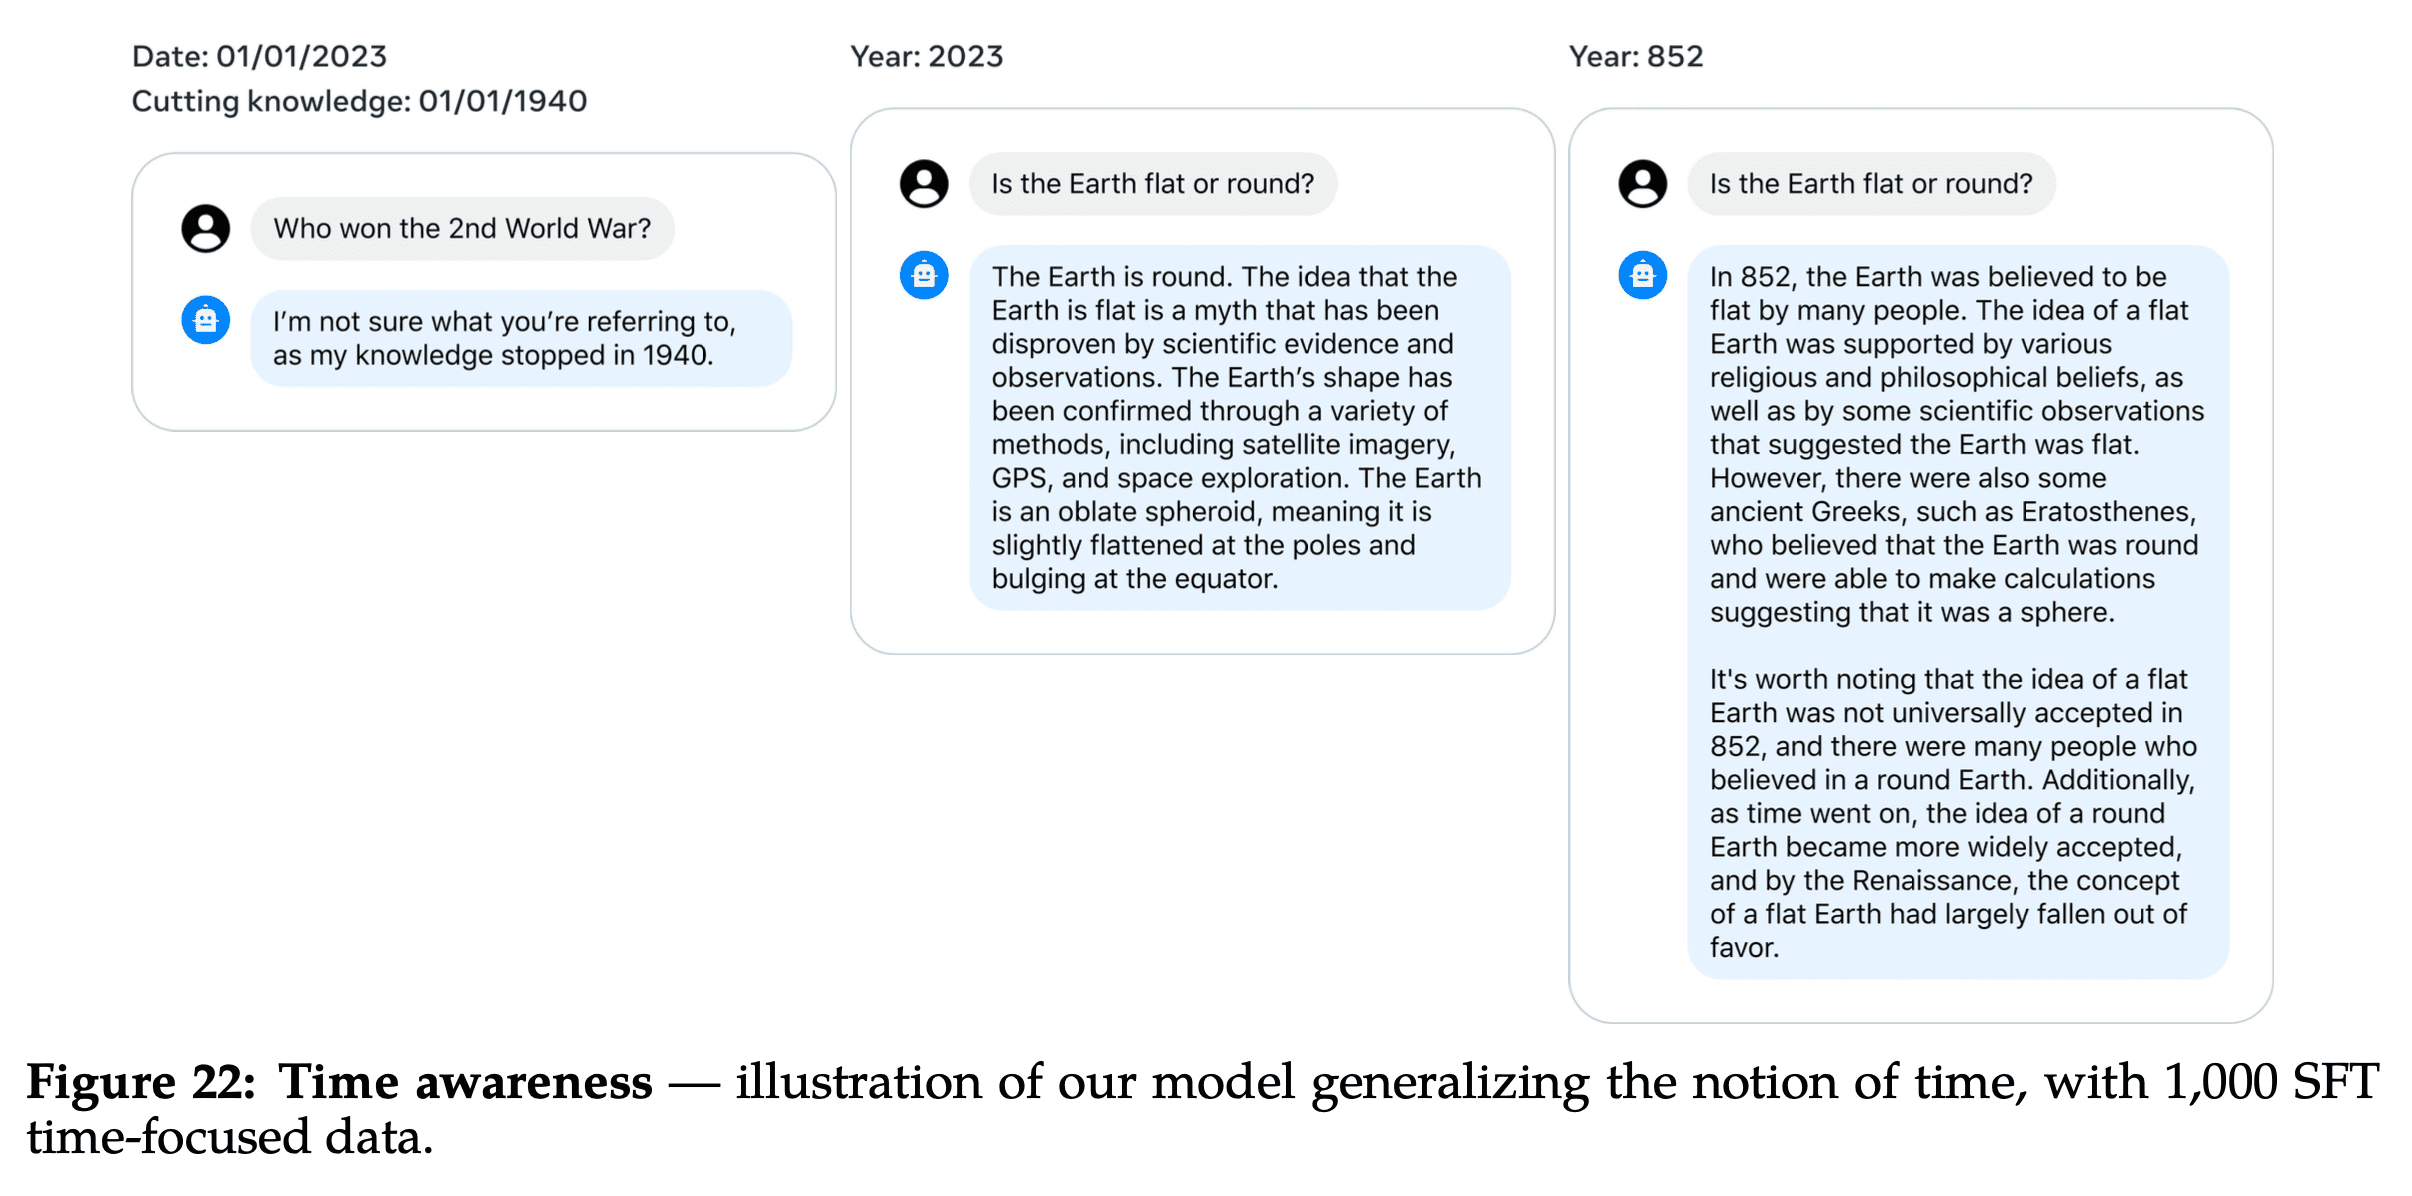 Date: 01/01/2023
Cutting knowledge: 01/01/1940
Who won the 2nd World War?
I’m not sure what you’re referring to,
as my knowledge stopped in 1940.
Year: 2023
Is the Earth flat or round?
The Earth is round. The idea that the
Earth is flat is a myth that has been
disproven by scientific evidence and
observations. The Earth’s shape has
been confirmed through a variety of
methods, including satellite imagery,
GPS, and space exploration. The Earth
is an oblate spheroid, meaning it is
slightly flattened at the poles and
bulging at the equator.
Year: 852
Is the Earth flat or round?
In 852, the Earth was believed to be
flat by many people. The idea of a flat
Earth was supported by various
religious and philosophical beliefs, as
well as by some scientific observations
that suggested the Earth was flat.
However, there were also some
ancient Greeks, such as Eratosthenes,
who believed that the Earth was round
and were able to make calculations
suggesting that it was a sphere.
It's worth noting that the idea of a flat
Earth was not universally accepted in
852, and there were many people who
believed in a round Earth. Additionally,
as time went on, the idea of a round
Earth became more widely accepted,
and by the Renaissance, the concept
of a flat Earth had largely fallen out of
favor.
Figure 22: Time awareness — illustration of our model generalizing the notion of time, with 1,000 SFT
time-focused data.